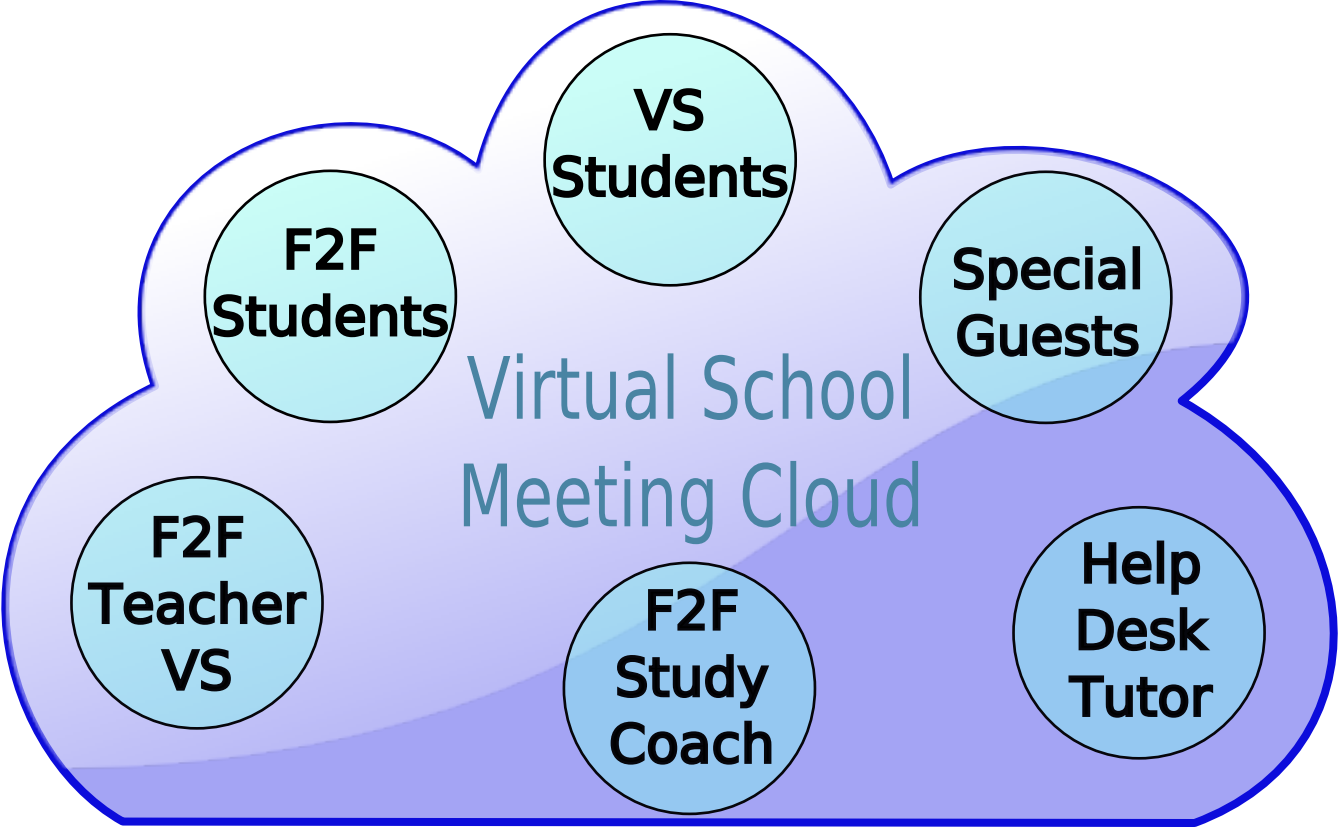 VS
Students
F2F
Students
Special
Guests
Virtual School
Meeting Cloud
F2F
Teacher
VS
F2F
Study
Coach
Help
Desk
Tutor